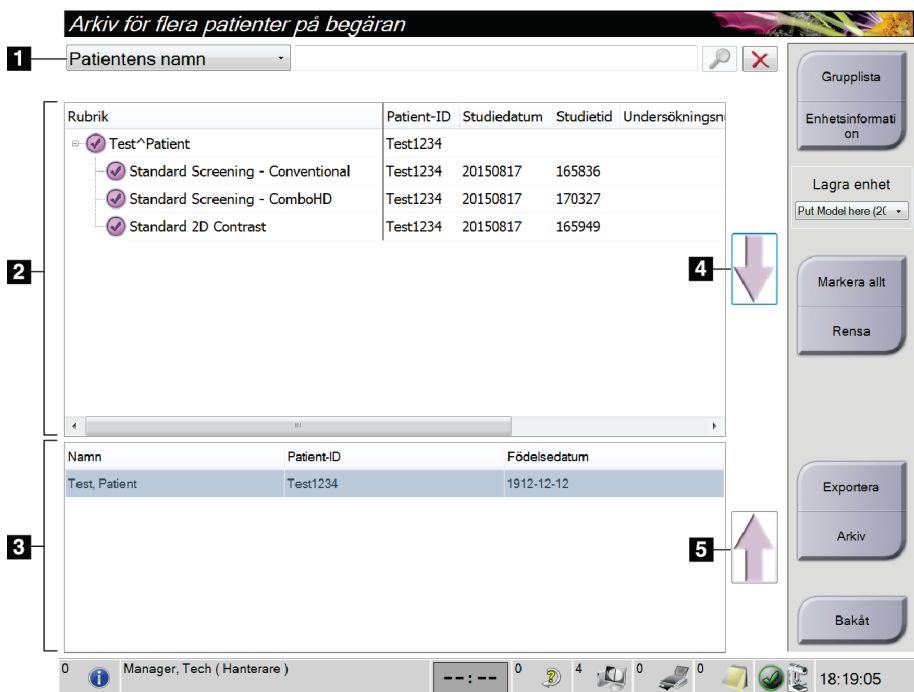 Arkiv för flera patienter på begäran
1
Patientens namn
Grupplista
Enhetsinformati
on
Lagra enhet
Put Model here (20
Markera allt
Rensa
2
Rubrik Patient-ID Studiedatum Studietid Undersökningsnu
Test^Patient Test1234
Standard Screening - Conventional Test1234 20150817 165836
Standard Screening - ComboHD Test1234 20150817 170327
Standard 2D Contrast Test1234 20150817 165949
4
3
Namn Patient-ID Födelsedatum
Test, Patient Test1234 1912-12-12
5
Exportera
Arkiv
Bakåt
0 Manager, Tech ( Hanterare ) --:-- 0 4 0 0 18:19:05